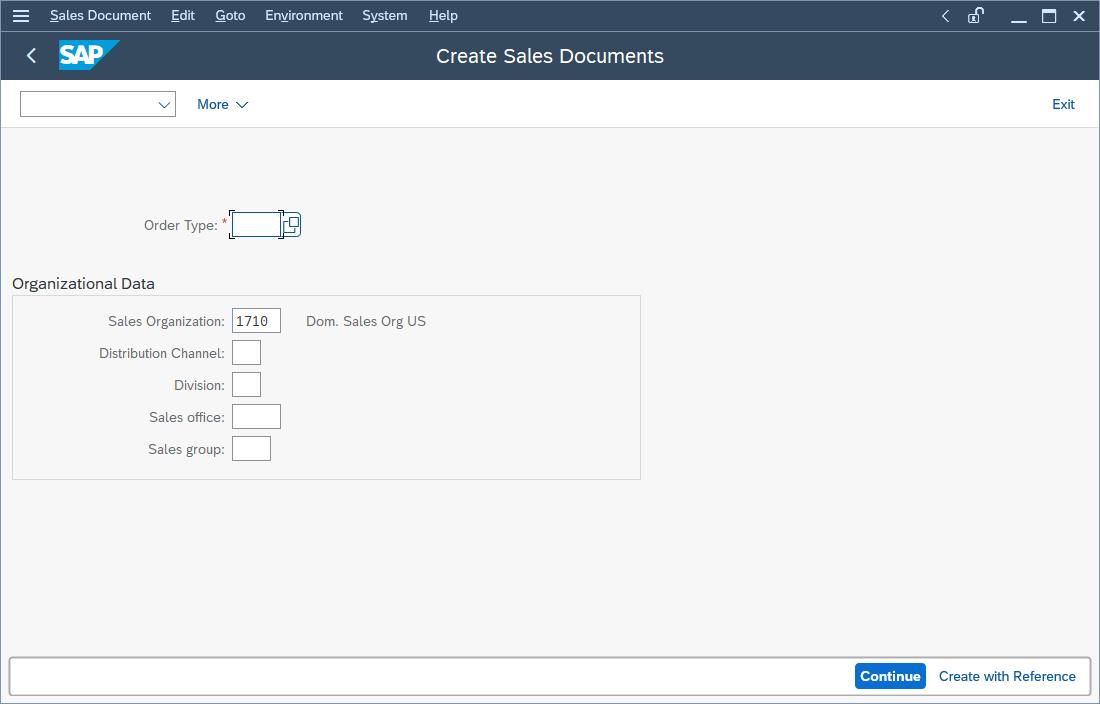 Sales Document Edit Goto Environment System Help
SAP Create Sales Documents
More Exit
Order Type: *
Organizational Data
Sales Organization: 1710 Dom. Sales Org US
Distribution Channel:
Division:
Sales office:
Sales group:
Continue Create with Reference